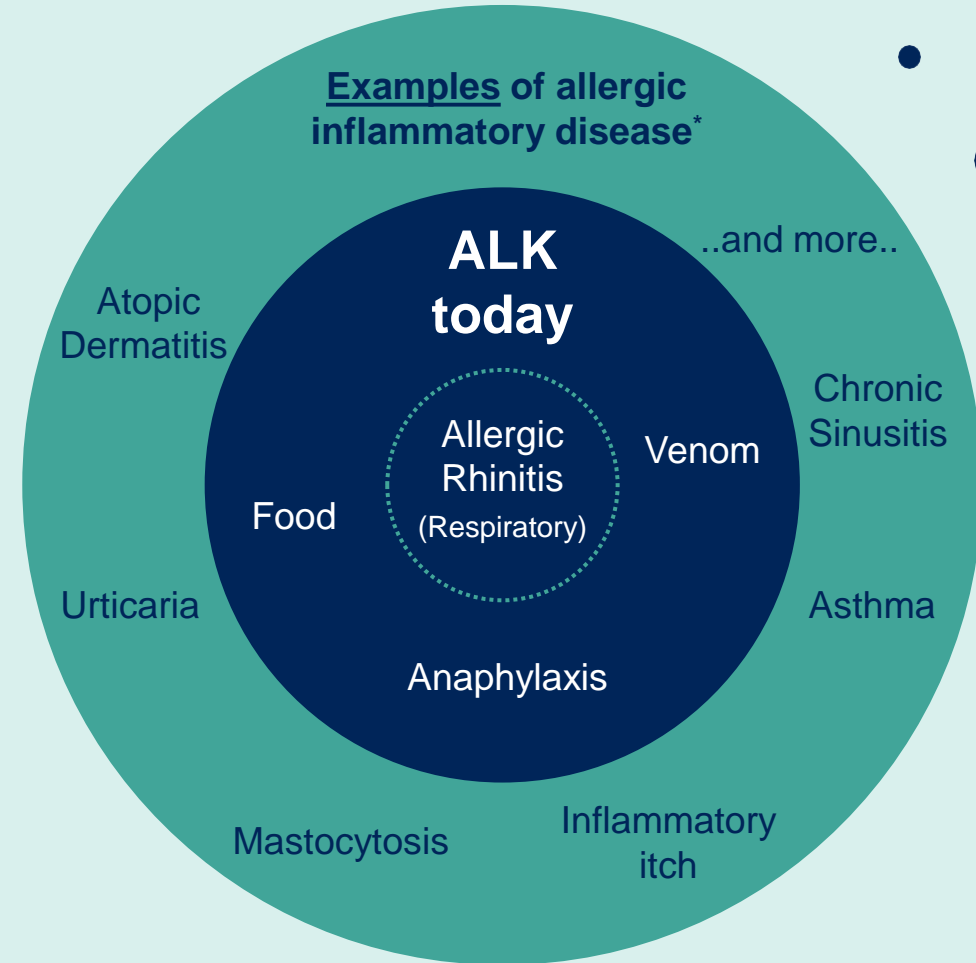 Examples of allergic
inflammatory disease*
ALK
today
..and more..
Atopic
Dermatitis
Chronic
Sinusitis
Allergic
Rhinitis
(Respiratory)
Venom
Food
Urticaria
Asthma
Anaphylaxis
Mastocytosis
Inflammatory
itch